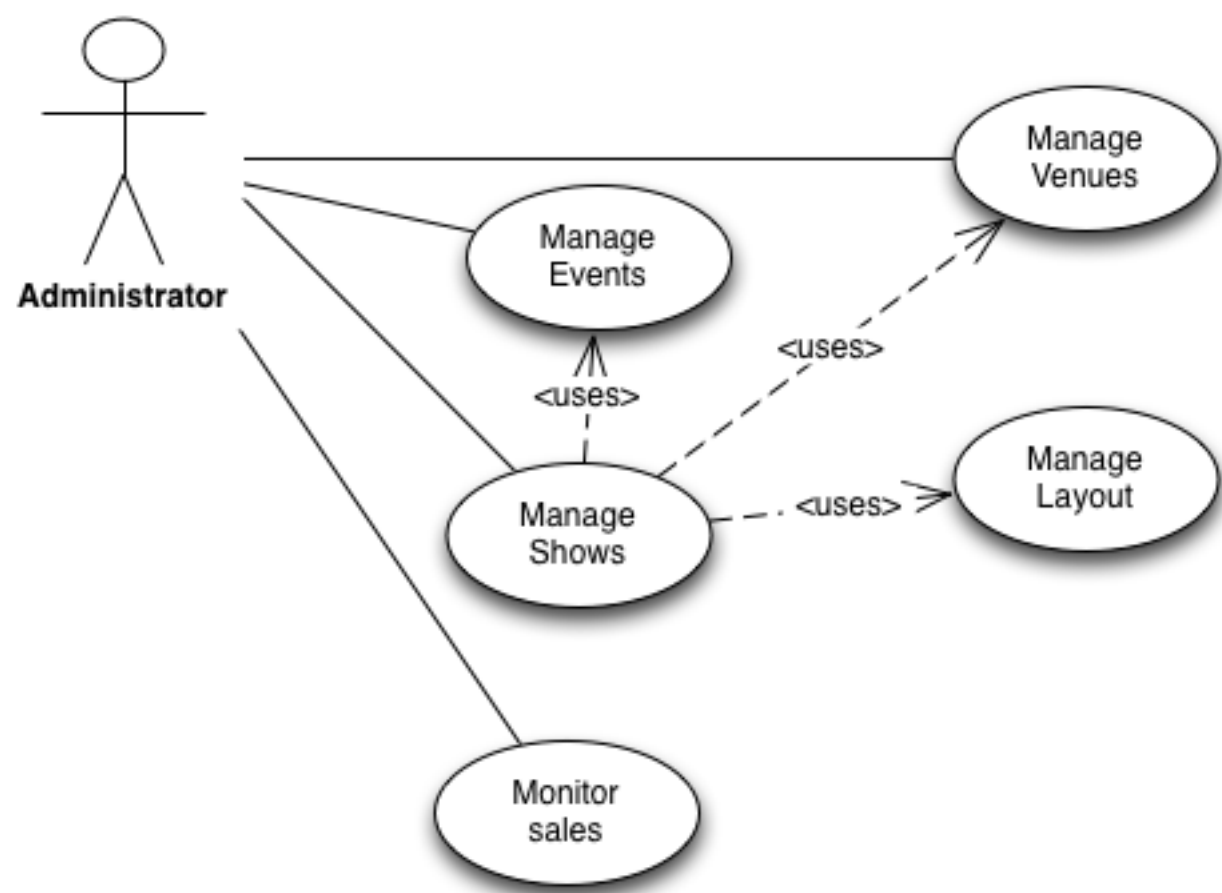 Manage
Venues
Manage
Events
Administrator
<uses>
<uses>
Manage
Layout
<uses>
Manage
Shows
Monitor
sales